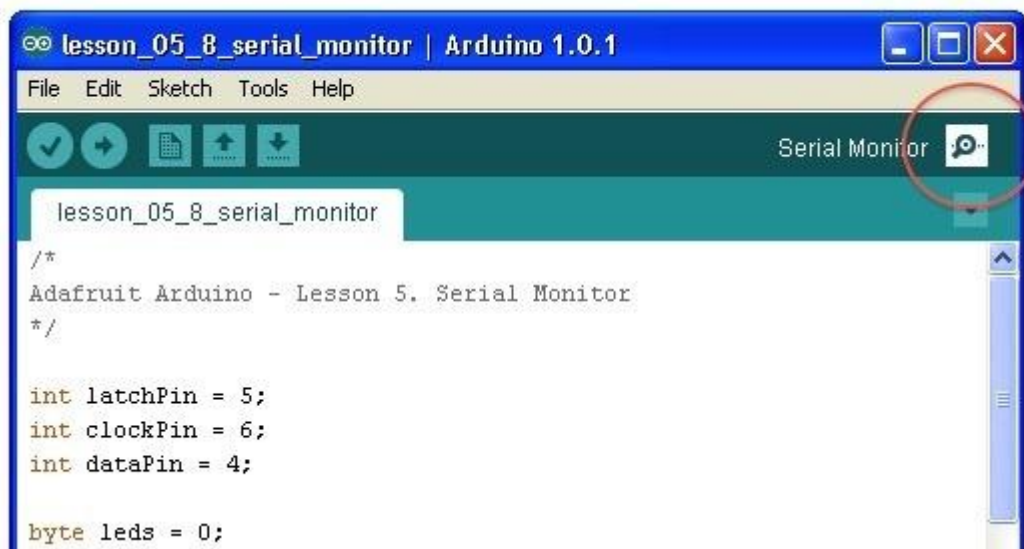 lesson_05_8_serial_monitor | Arduino 1.0.1
File Edit Sketch Tools Help
Serial Monitor
lesson_05_8_serial_monitor
/*
Adafruit Arduino - Lesson 5. Serial Monitor
*/
int latchPin = 5;
int clockPin = 6;
int dataPin = 4;
byte leds = 0;